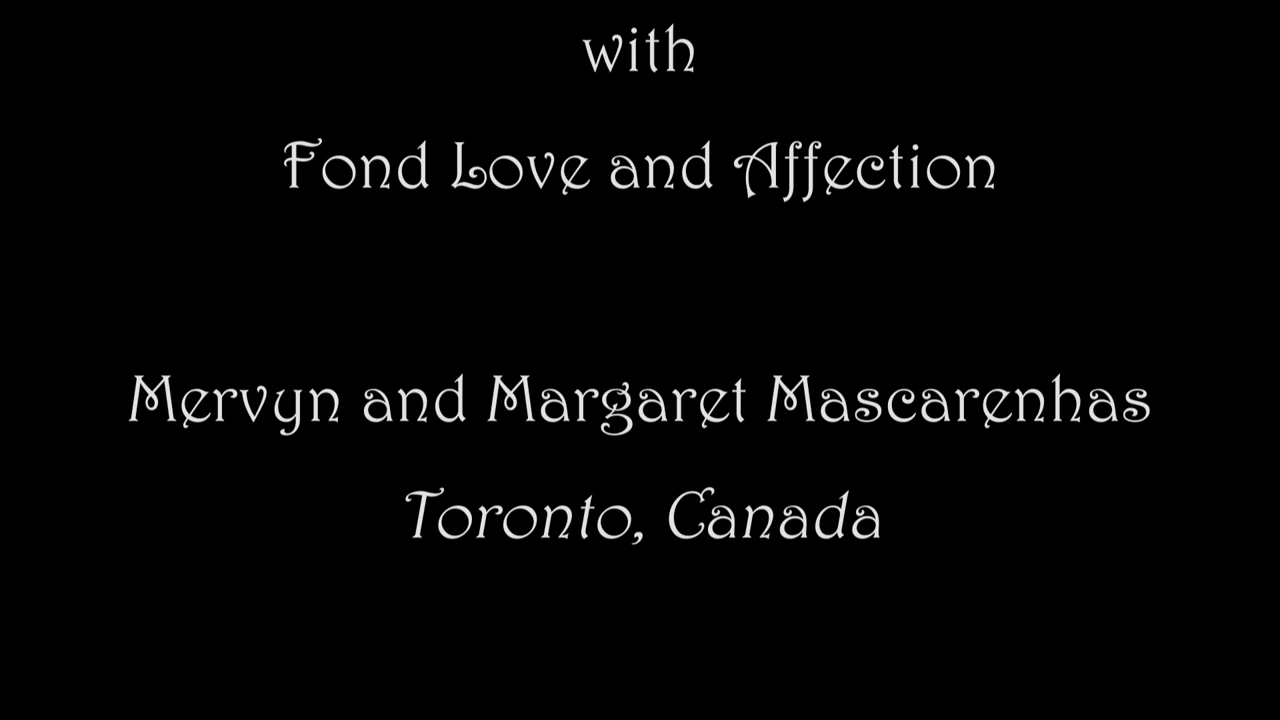 with
Fond Love and Affection
Mervyn and Margaret Mascarenhas
Toronto, Canada